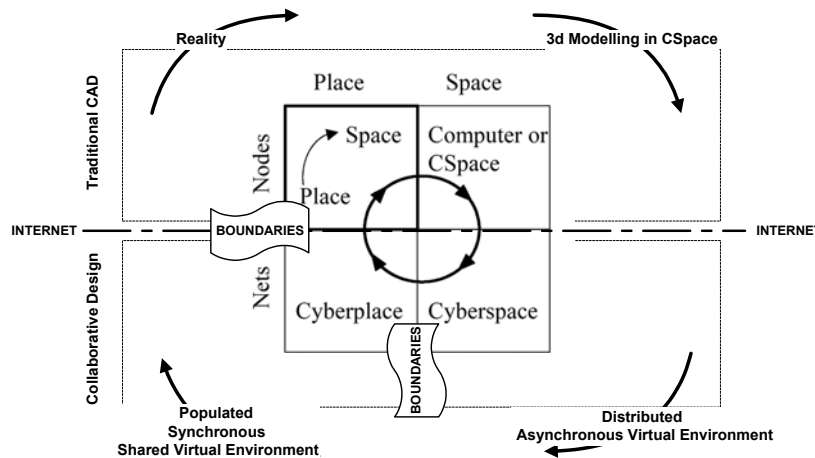 Reality
3d Modelling in CSpace
Place
Space
Traditional CAD
Nodes
Space
Place
Computer or
CSpace
INTERNET
BOUNDARIES
INTERNET
Collaborative Design
Nets
Cyberplace
Cyberspace
BOUNDARIES
Populated
Synchronous
Shared Virtual Environment
Distributed
Asynchronous Virtual Environment